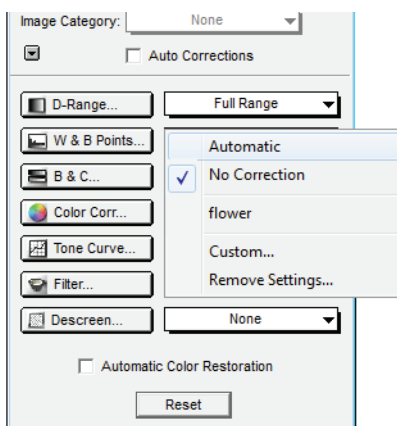 Image Category: None
Auto Corrections
D-Range... Full Range
W & B Points... Automatic
B & C... No Correction
Color Corr... flower
Tone Curve... Custom...
Filter... Remove Settings...
Descreen... None
Automatic Color Restoration
Reset